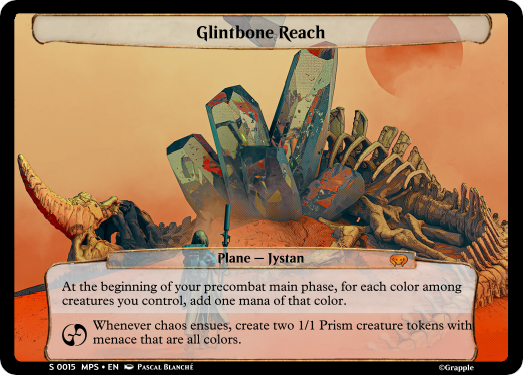 Glintbone Reach
Plane — Jystan
At the beginning of your precombat main phase, for each color among
creatures you control, add one mana of that color.
Whenever chaos ensues, create two 1/1 Prism creature tokens with
menace that are all colors.
S 0015 MPS • EN Pascal Blanché
©Grapple